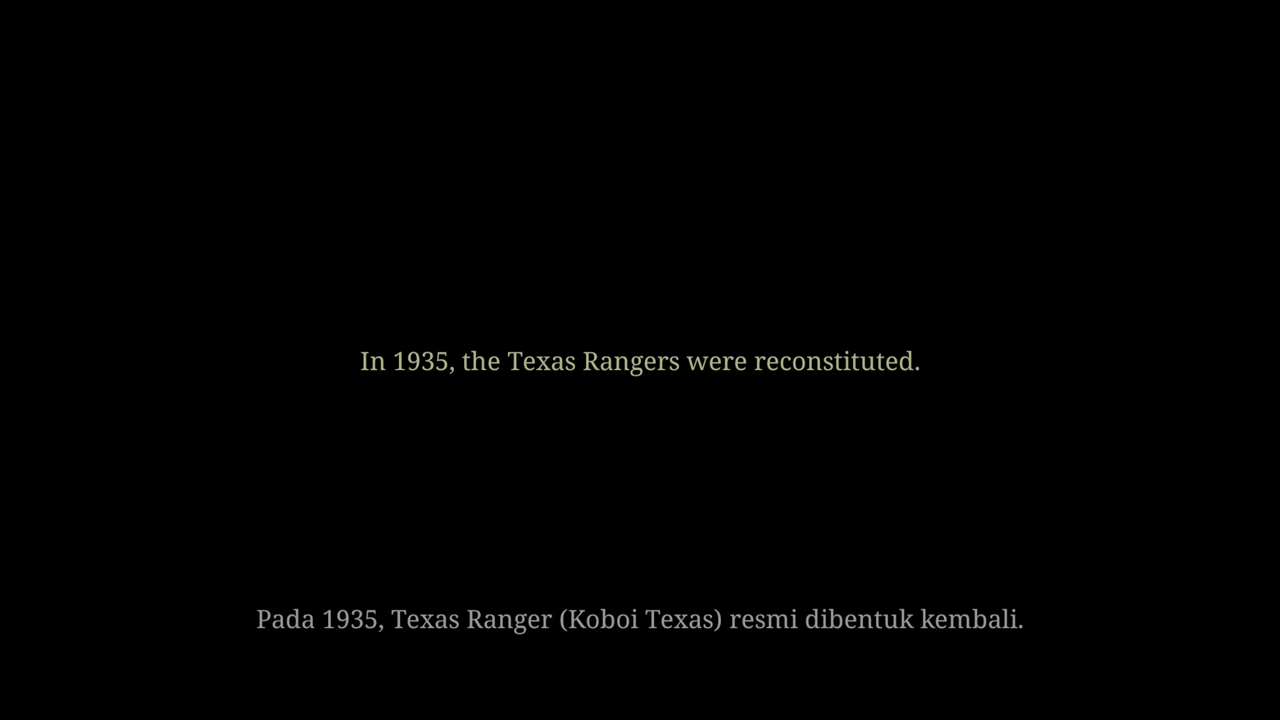 In 1935, the Texas Rangers were reconstituted.
Pada 1935, Texas Ranger (Koboi Texas) resmi dibentuk kembali.